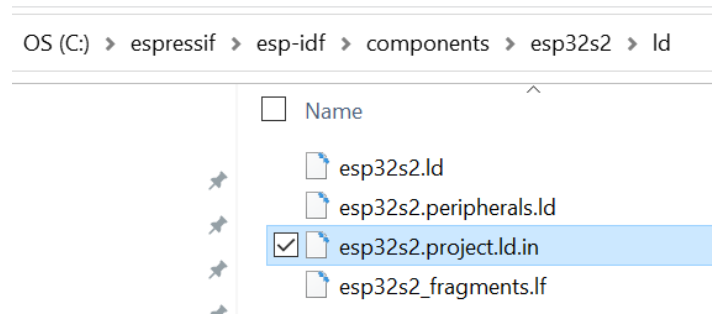 OS (C:) > espressif > esp-idf > components > esp32s2 > ld
Name
esp32s2.ld
esp32s2.peripherals.ld
esp32s2.project.ld.in
esp32s2_fragments.lf